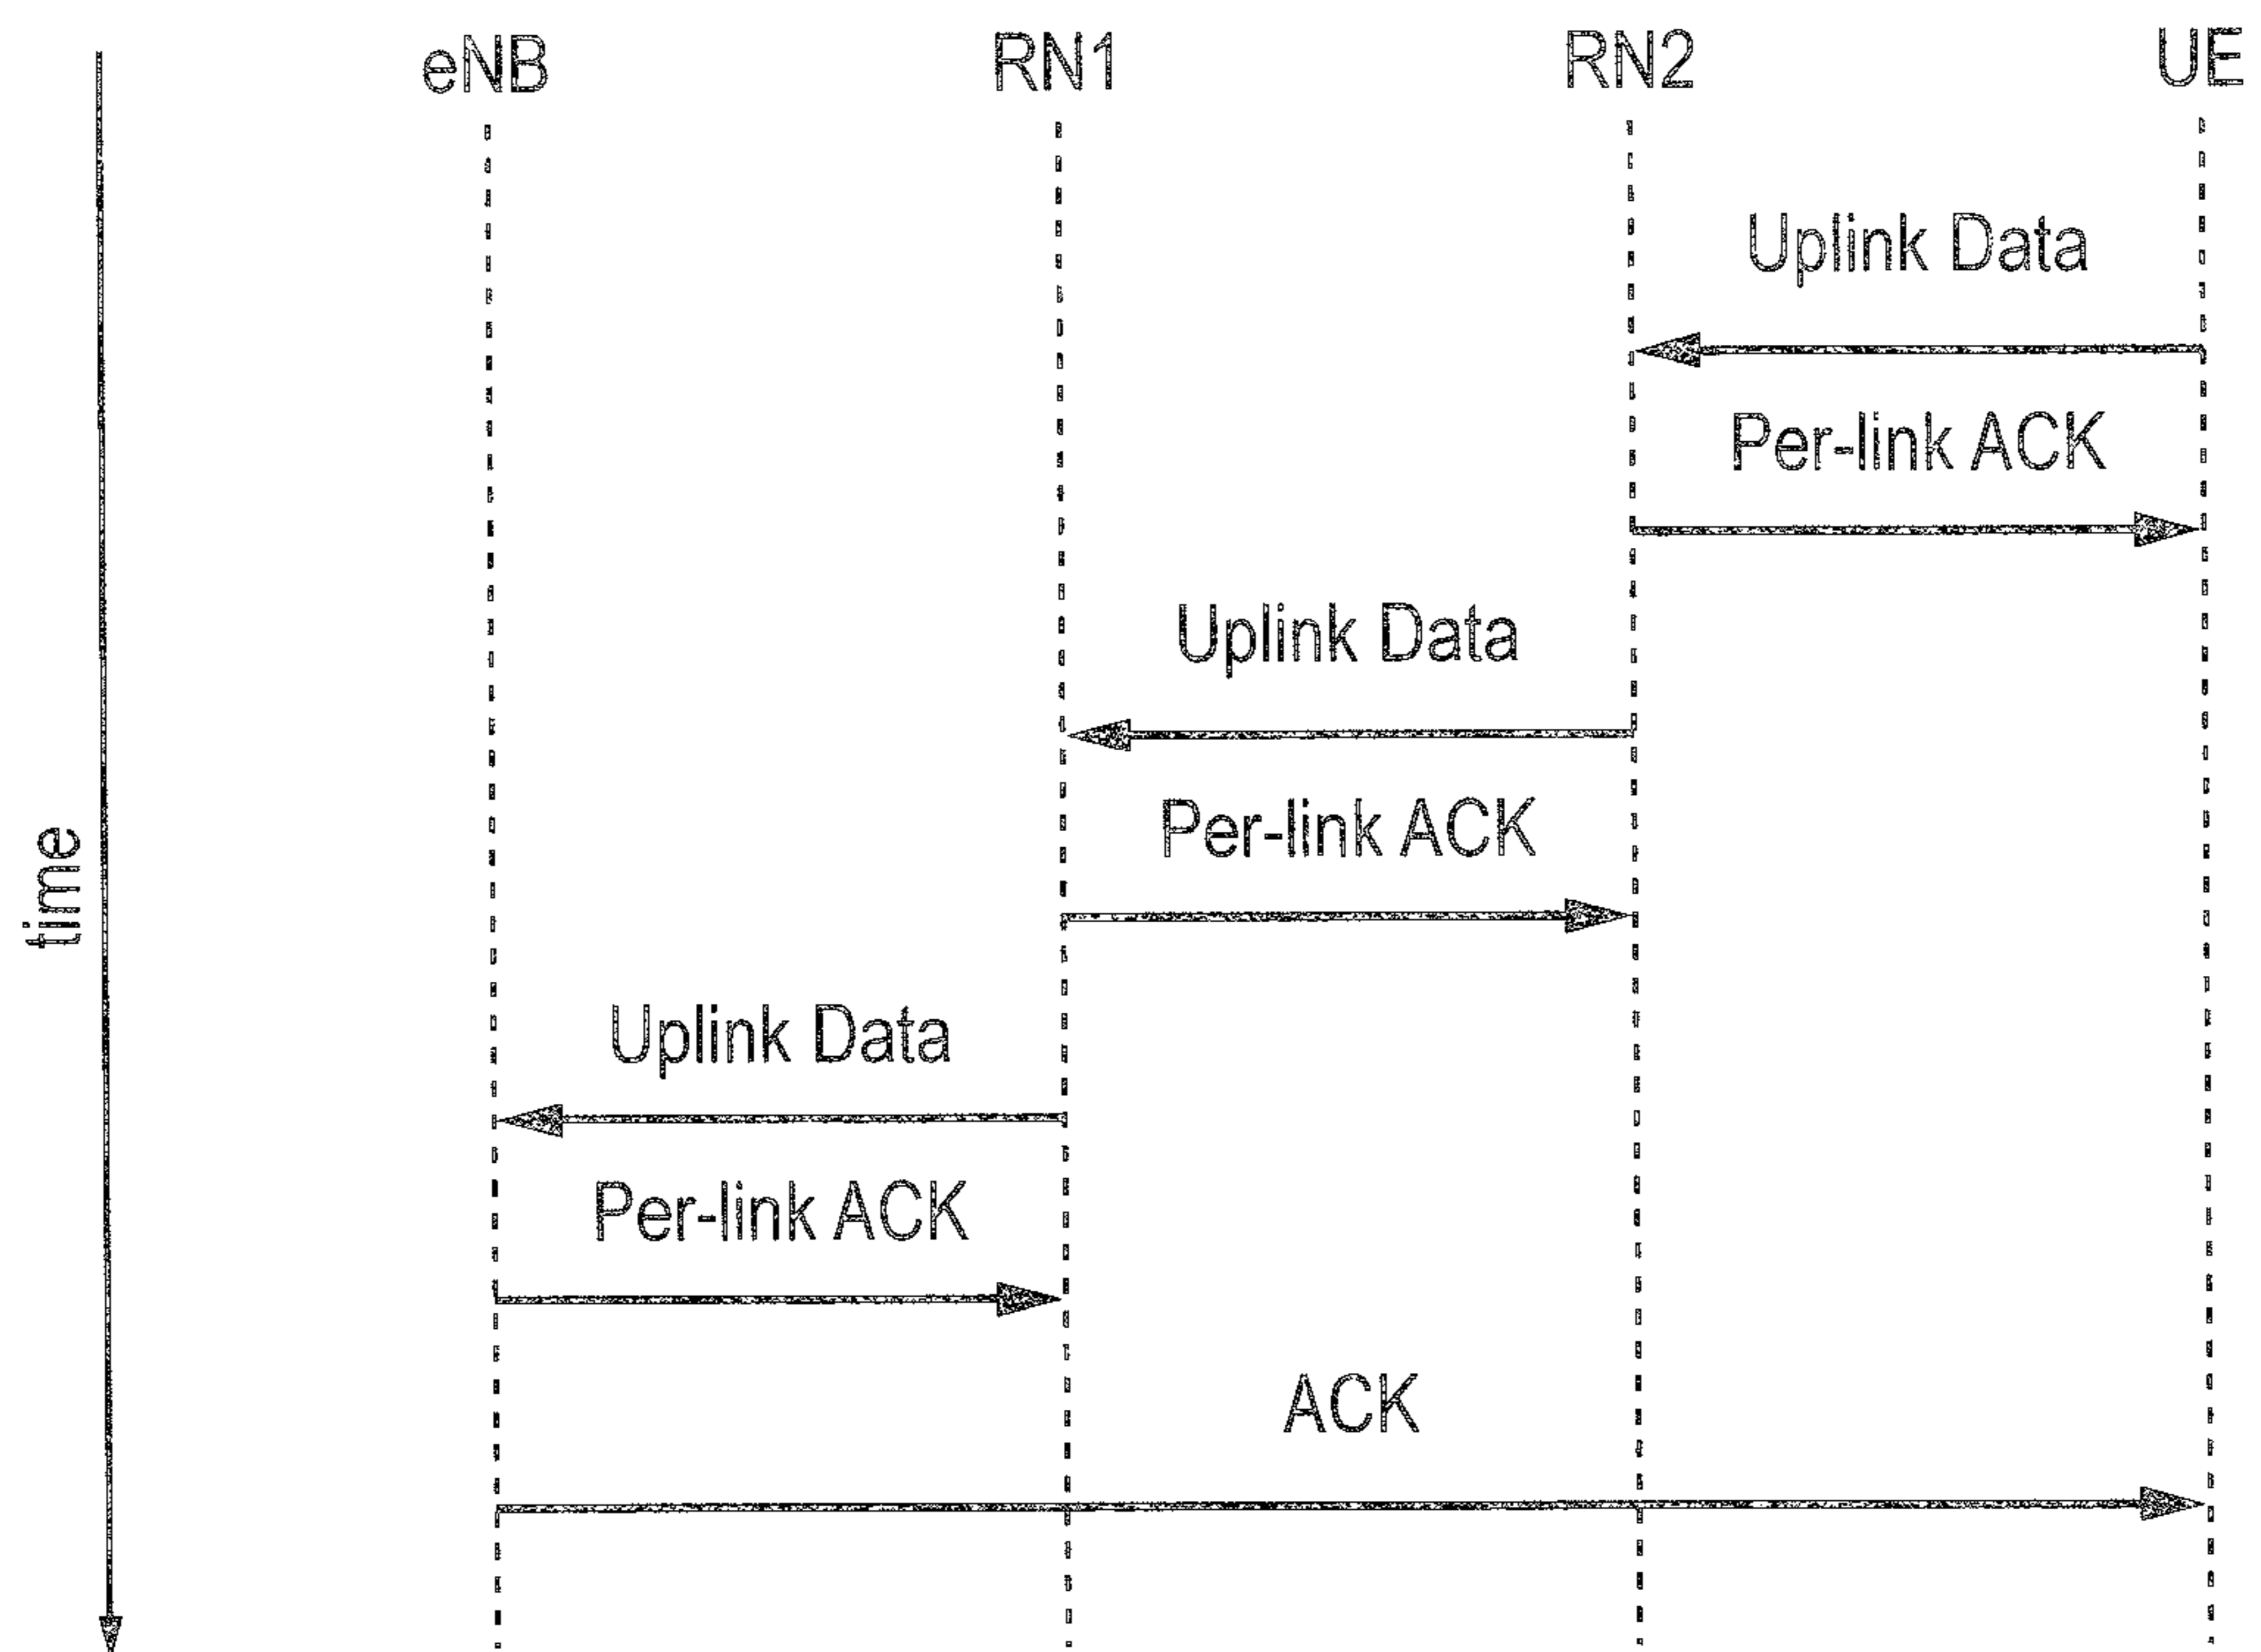 eNB RN1 RN2 UE
Uplink Data
Per-link ACK
Uplink Data
Per-link ACK
time
Uplink Data
Per-link ACK
ACK